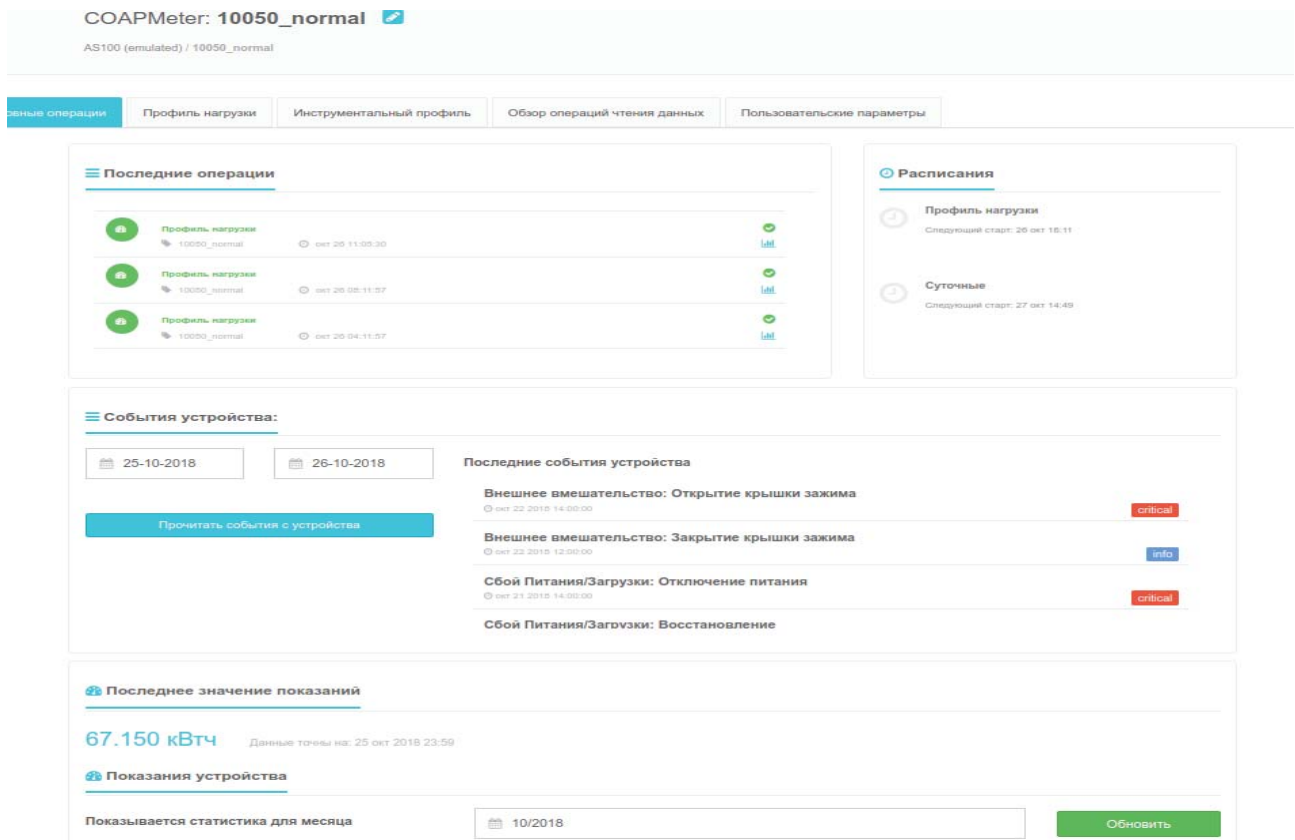 COAPMeter: 10050_normal
AS100 (emulated) / 10050_normal
овные операции
Профиль нагрузки
Инструментальный профиль
Обзор операций чтения данных
Пользовательские параметры
Последние операции
Профиль нагрузки
10050_normal окт 26 11:05:30
Профиль нагрузки
10050_normal окт 26 08:11:57
Профиль нагрузки
10050_normal окт 26 04:11:57
Расписания
Профиль нагрузки
Следующий старт: 26 окт 16:11
Суточные
Следующий старт: 27 окт 14:49
События устройства:
25-10-2018
26-10-2018
Прочитать события с устройства
Последние события устройства
Внешнее вмешательство: Открытие крышки зажима
окт 22 2018 14:00:00
critical
Внешнее вмешательство: Закрытие крышки зажима
окт 22 2018 12:00:00
info
Сбой Питания/Загрузки: Отключение питания
окт 21 2018 14:00:00
critical
Сбой Питания/Загрузки: Восстановление
Последнее значение показаний
67.150 кВтч
Данные точны на: 25 окт 2018 23:59
Показания устройства
Показывается статистика для месяца
10/2018
Обновить